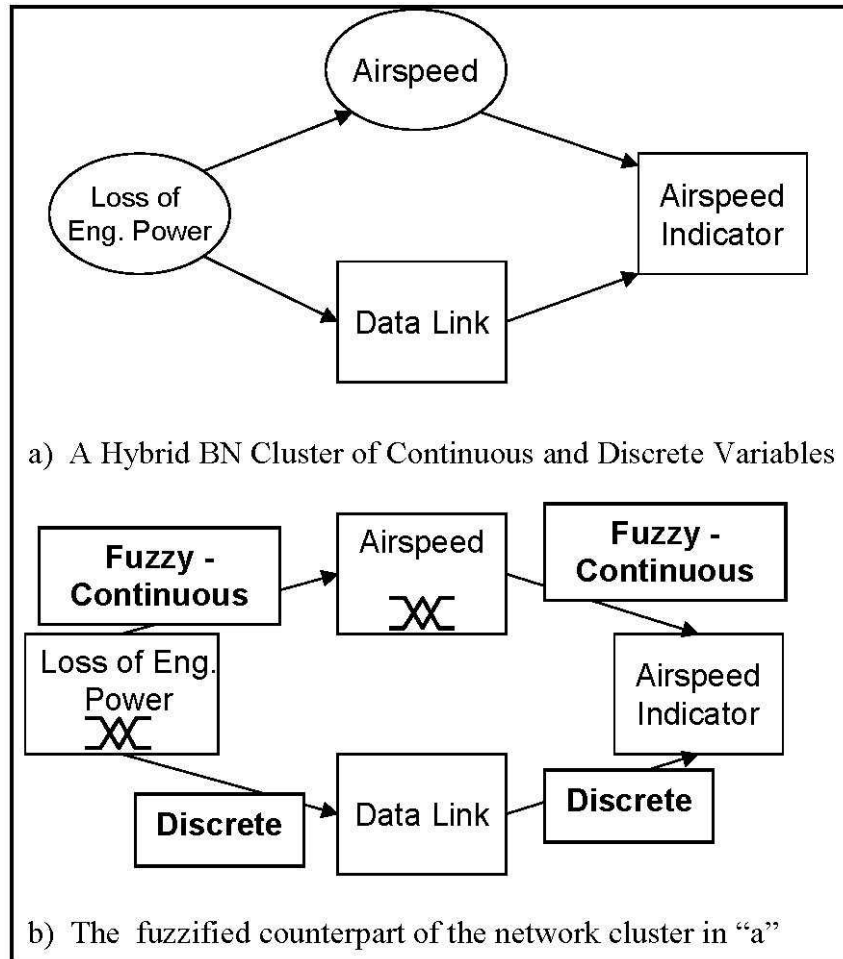 Airspeed
Loss of
Eng. Power
Airspeed
Indicator
Data Link
a) A Hybrid BN Cluster of Continuous and Discrete Variables
Fuzzy -
Continuous
Airspeed
Fuzzy -
Continuous
Loss of Eng.
Power
Airspeed
Indicator
Discrete
Data Link
Discrete
b) The fuzzified counterpart of the network cluster in “a”